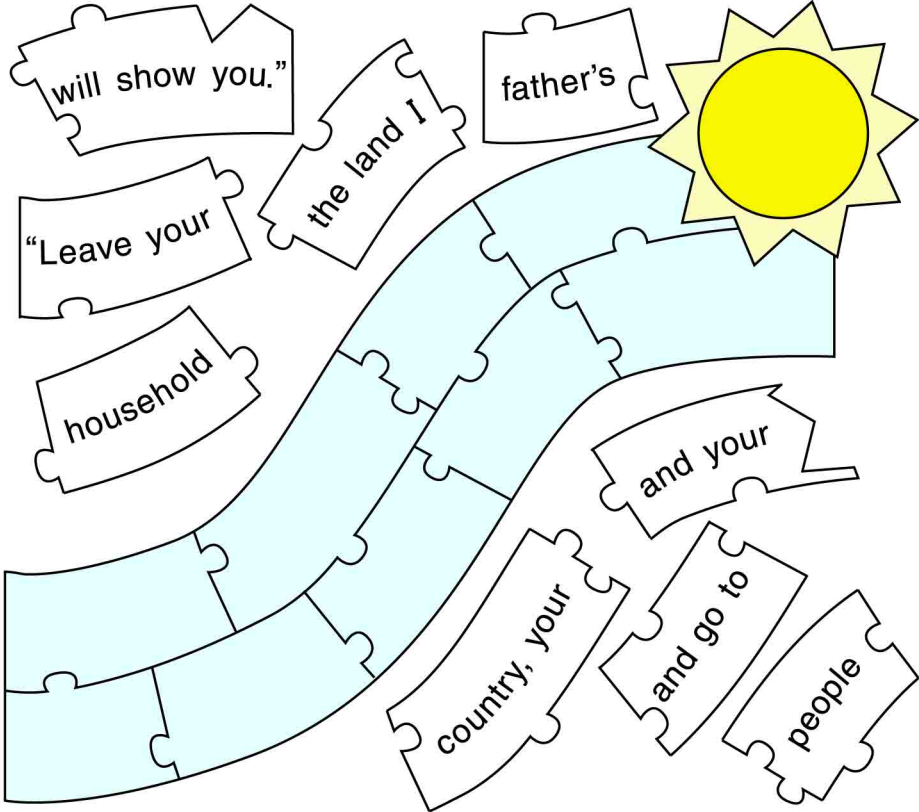 will show you.”
father’s
the land I
“Leave your
household
and your
and go to
country, your
people